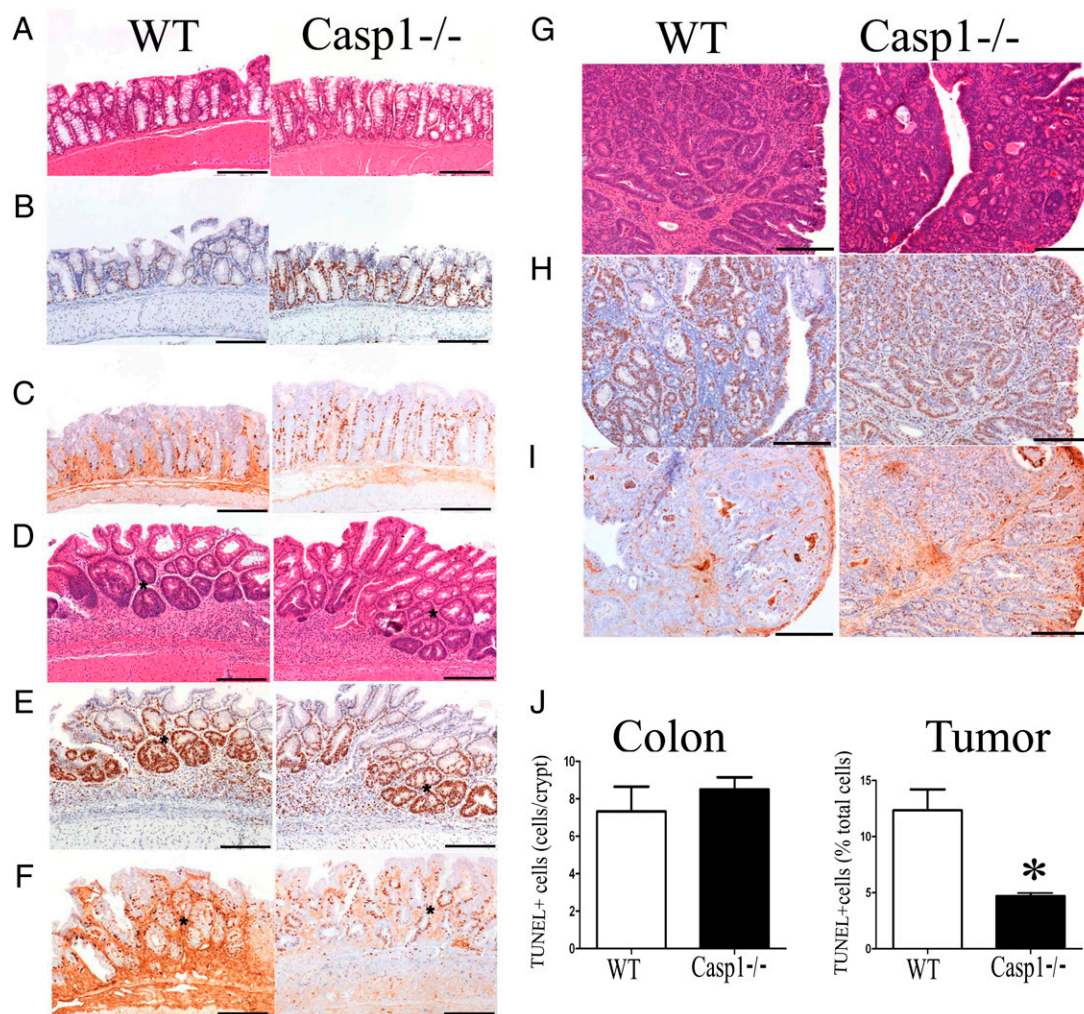 A
WT
Casp1-/-
B
C
D
*
*
E
*
*
F
*
*
G
WT
Casp1-/-
H
I
J
Colon
TUNEL+ cells (cells/crypt)
10
8
6
4
2
0
WT
Casp1-/-
Tumor
TUNEL+cells (% total cells)
15
10
5
0
*
WT
Casp1-/-